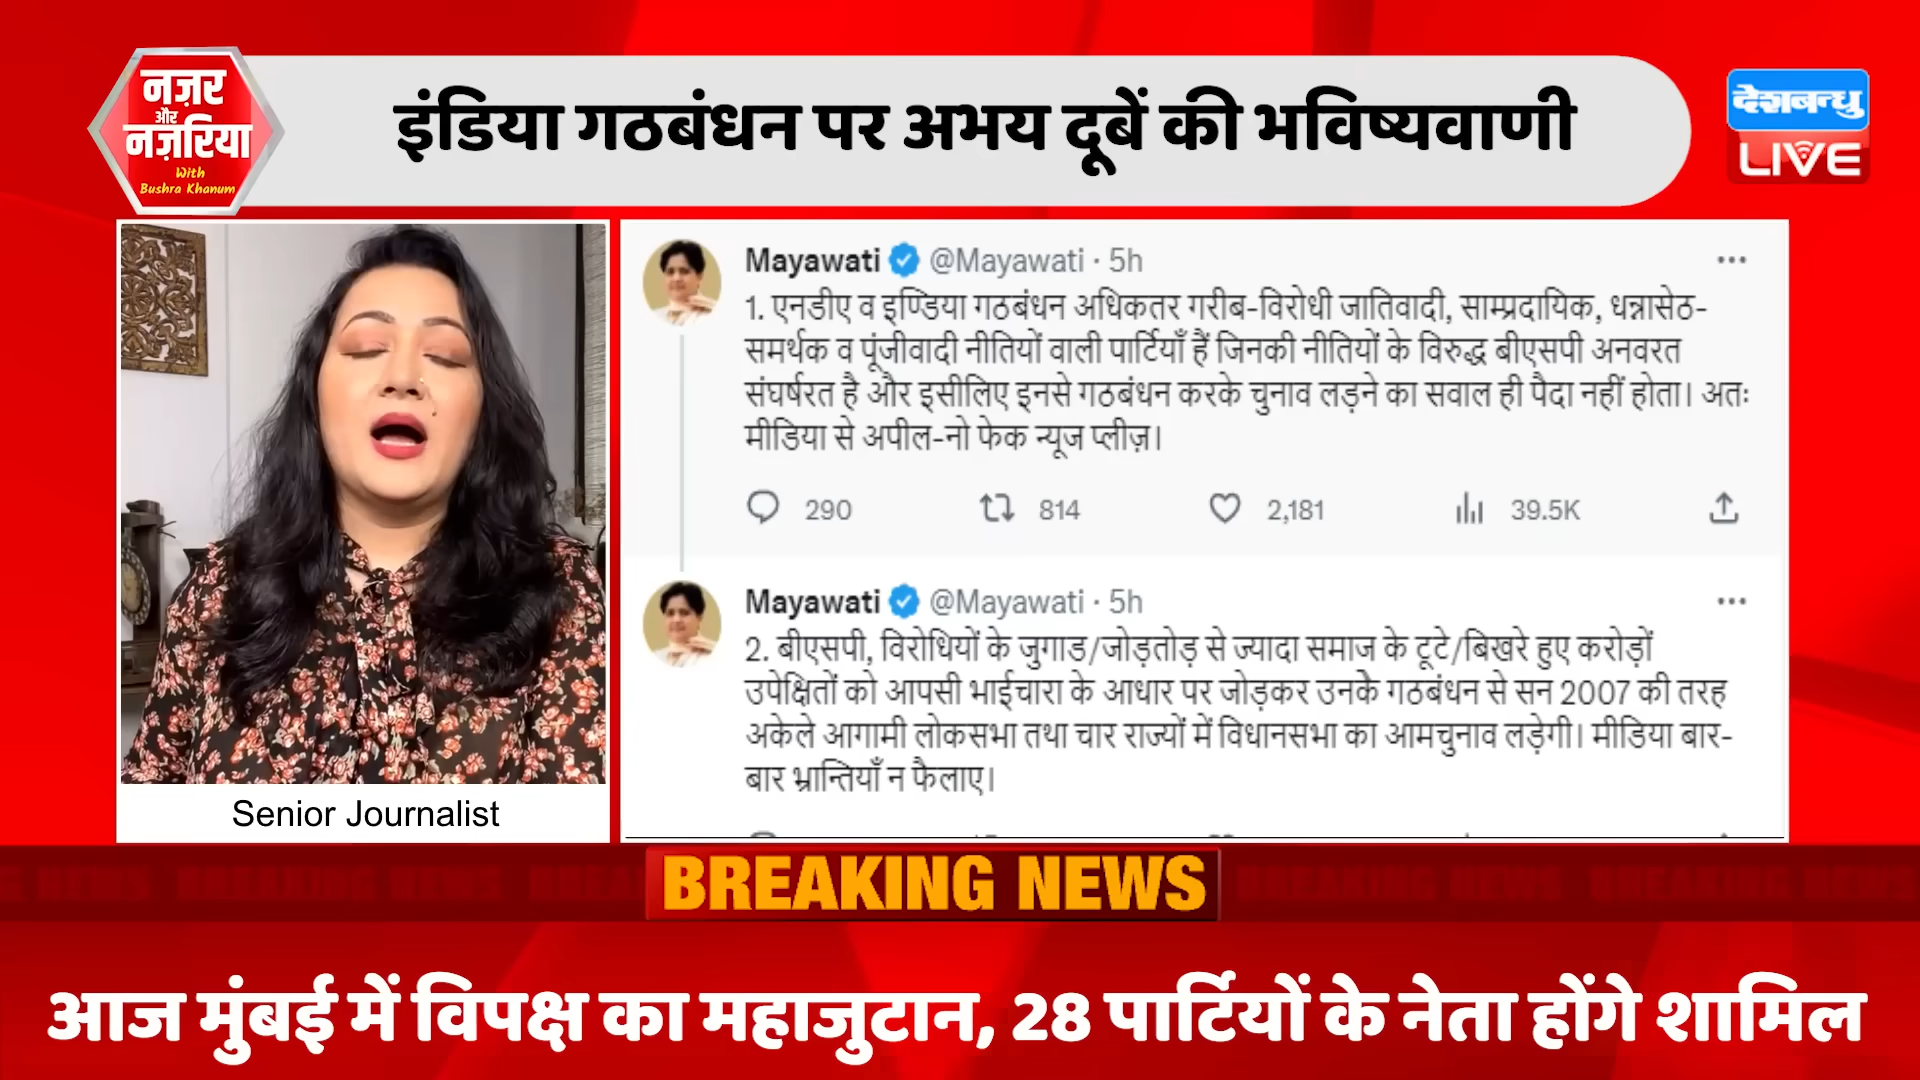 नज़र
और
नज़रिया
With
Bushra Khanum
इंडिया गठबंधन पर अभय दूबें की भविष्यवाणी
देशबन्धु
LIVE
Mayawati @Mayawati · 5h
1. एनडीए व इण्डिया गठबंधन अधिकतर गरीब-विरोधी जातिवादी, साम्प्रदायिक, धन्नासेठ-
समर्थक व पूंजीवादी नीतियों वाली पार्टियाँ हैं जिनकी नीतियों के विरुद्ध बीएसपी अनवरत
संघर्षरत है और इसीलिए इनसे गठबंधन करके चुनाव लड़ने का सवाल ही पैदा नहीं होता। अतः
मीडिया से अपील-नो फेक न्यूज प्लीज़।
290 814 2,181 39.5K
Mayawati @Mayawati · 5h
2. बीएसपी, विरोधियों के जुगाड/जोड़तोड़ से ज्यादा समाज के टूटे/बिखरे हुए करोड़ों
उपेक्षितों को आपसी भाईचारा के आधार पर जोड़कर उनके गठबंधन से सन 2007 की तरह
अकेले आगामी लोकसभा तथा चार राज्यों में विधानसभा का आमचुनाव लड़ेगी। मीडिया बार-
बार भ्रान्तियाँ न फैलाए।
Senior Journalist
BREAKING NEWS
आज मुंबई में विपक्ष का महाजुटान, 28 पार्टियों के नेता होंगे शामिल